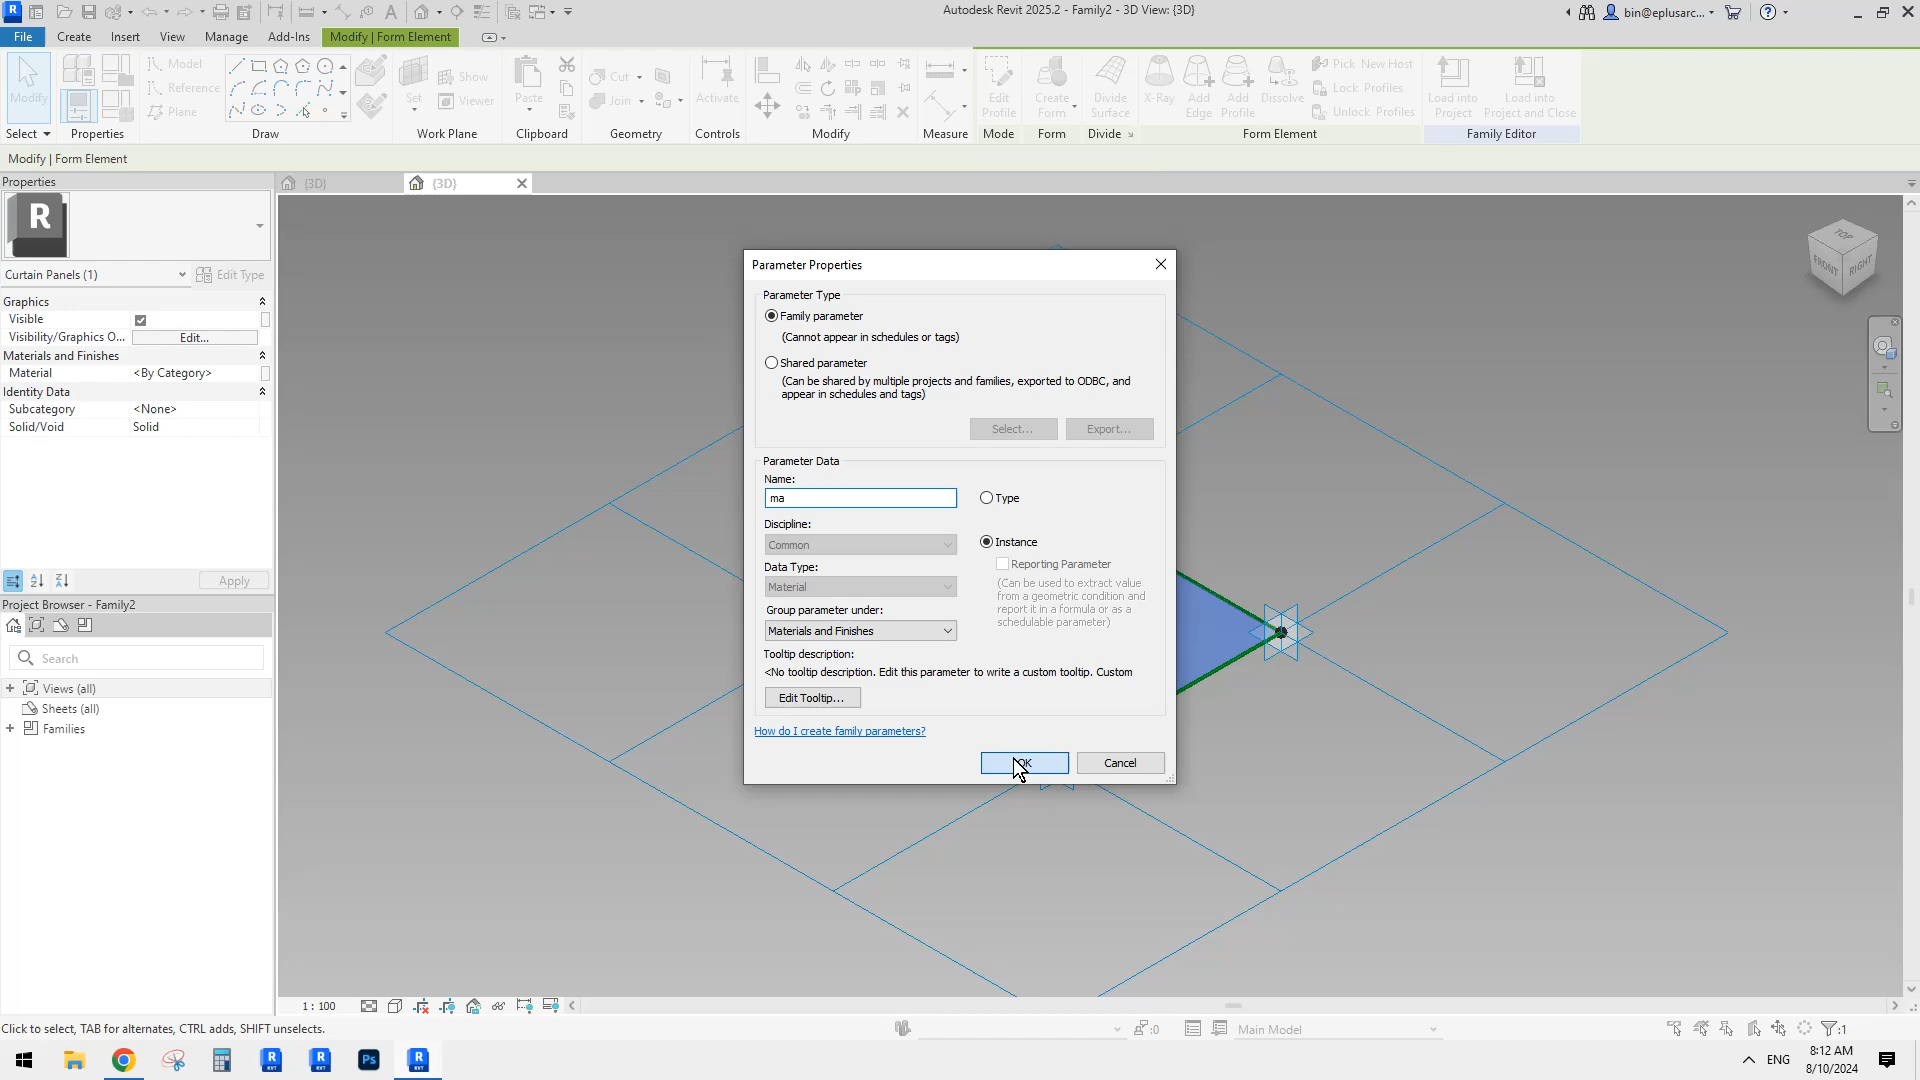 Autodesk Revit 2025.2 - Family2 - 3D View: {3D}
bin@eplusarc...
File Create Insert View Manage Add-Ins Modify | Form Element
Modify
Model
Reference
Plane
Set
Show
Viewer
Paste
Cut
Join
Activate
Edit
Profile
Create
Form
Divide
Surface
X-Ray
Add
Edge
Add
Profile
Dissolve
Pick New Host
Lock Profiles
Unlock Profiles
Load into
Project
Load into
Project and Close
Select Properties Draw Work Plane Clipboard Geometry Controls Modify Measure Mode Form Divide Form Element Family Editor
Modify | Form Element
Properties
{3D}
{3D}
R
Curtain Panels (1)
Edit Type
Graphics
Visible
Visibility/Graphics O... Edit...
Materials and Finishes
Material <By Category>
Identity Data
Subcategory <None>
Solid/Void Solid
Apply
Project Browser - Family2
Search
Views (all)
Sheets (all)
Families
Parameter Properties
Parameter Type
Family parameter
(Cannot appear in schedules or tags)
Shared parameter
(Can be shared by multiple projects and families, exported to ODBC, and
appear in schedules and tags)
Select... Export...
Parameter Data
Name:
ma
Type
Discipline:
Common
Instance
Data Type:
Reporting Parameter
Material
(Can be used to extract value
from a geometric condition and
report it in a formula or as a
schedulable parameter)
Group parameter under:
Materials and Finishes
Tooltip description:
<No tooltip description. Edit this parameter to write a custom tooltip. Custom
Edit Tooltip...
How do I create family parameters?
OK Cancel
TOP
FRONT
RIGHT
1 : 100
Click to select, TAB for alternates, CTRL adds, SHIFT unselects.
:0
Main Model
:1
Ps
ENG
8:12 AM
8/10/2024